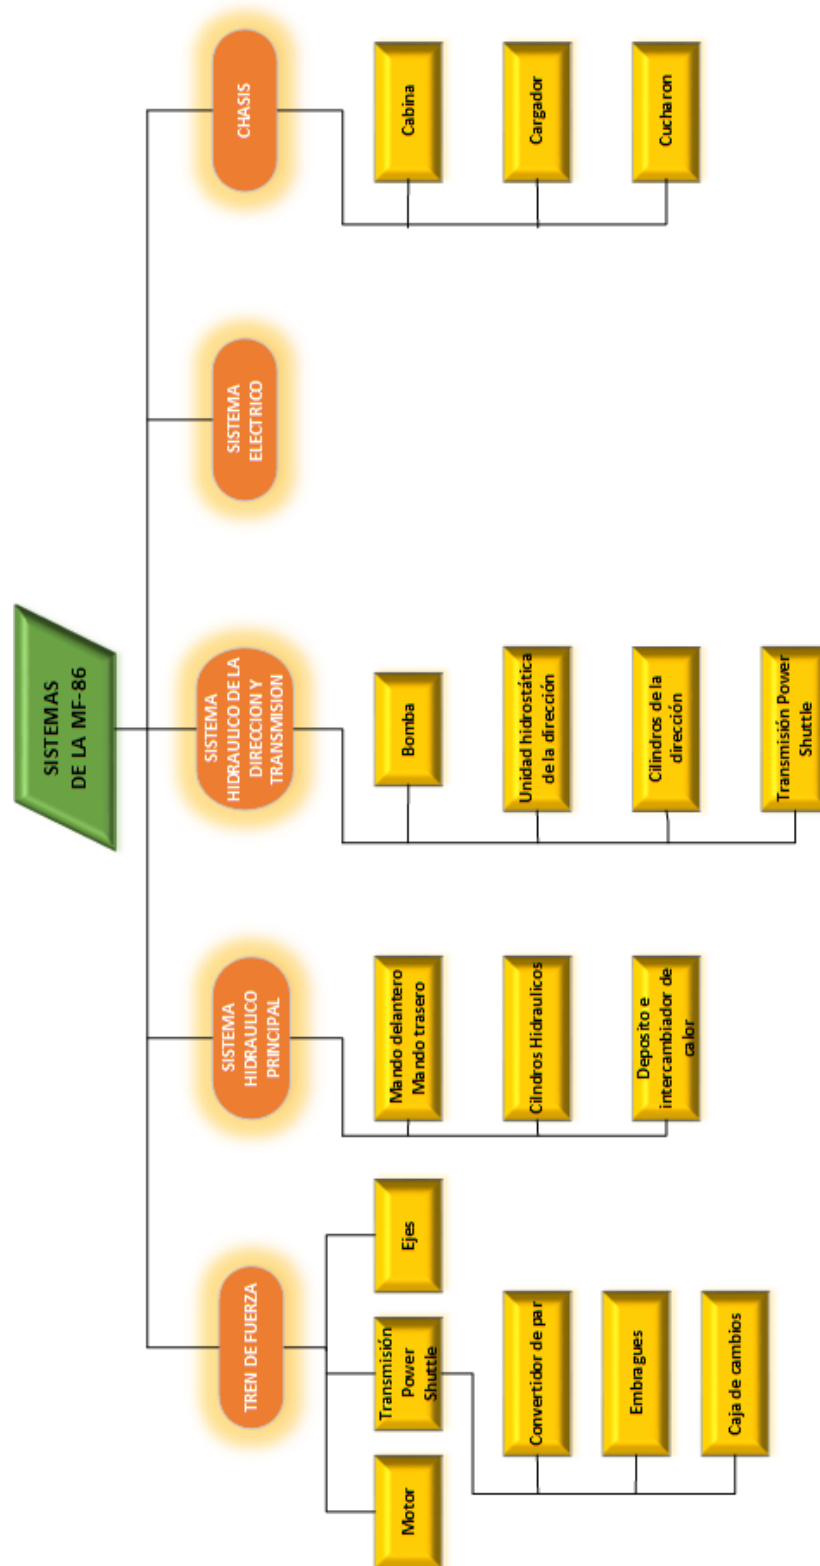 SISTEMAS
DE LA MF-86
TREN DE FUERZA
SISTEMA
HIDRAULICO
PRINCIPAL
SISTEMA
HIDRAULICO DE LA
DIRECCION Y
TRANSMISION
SISTEMA
ELECTRICO
CHASIS
Motor
Transmisión
Power
Shuttle
Ejes
Convertidor de par
Embragues
Caja de cambios
Mando delantero
Mando trasero
Cilndros Hidraulicos
Deposito e
intercambiador de
calor
Bomba
Unidad hidrostática
de la dirección
Cilindros de la
dirección
Transmisión Power
Shuttle
Cabina
Cargador
Cucharon